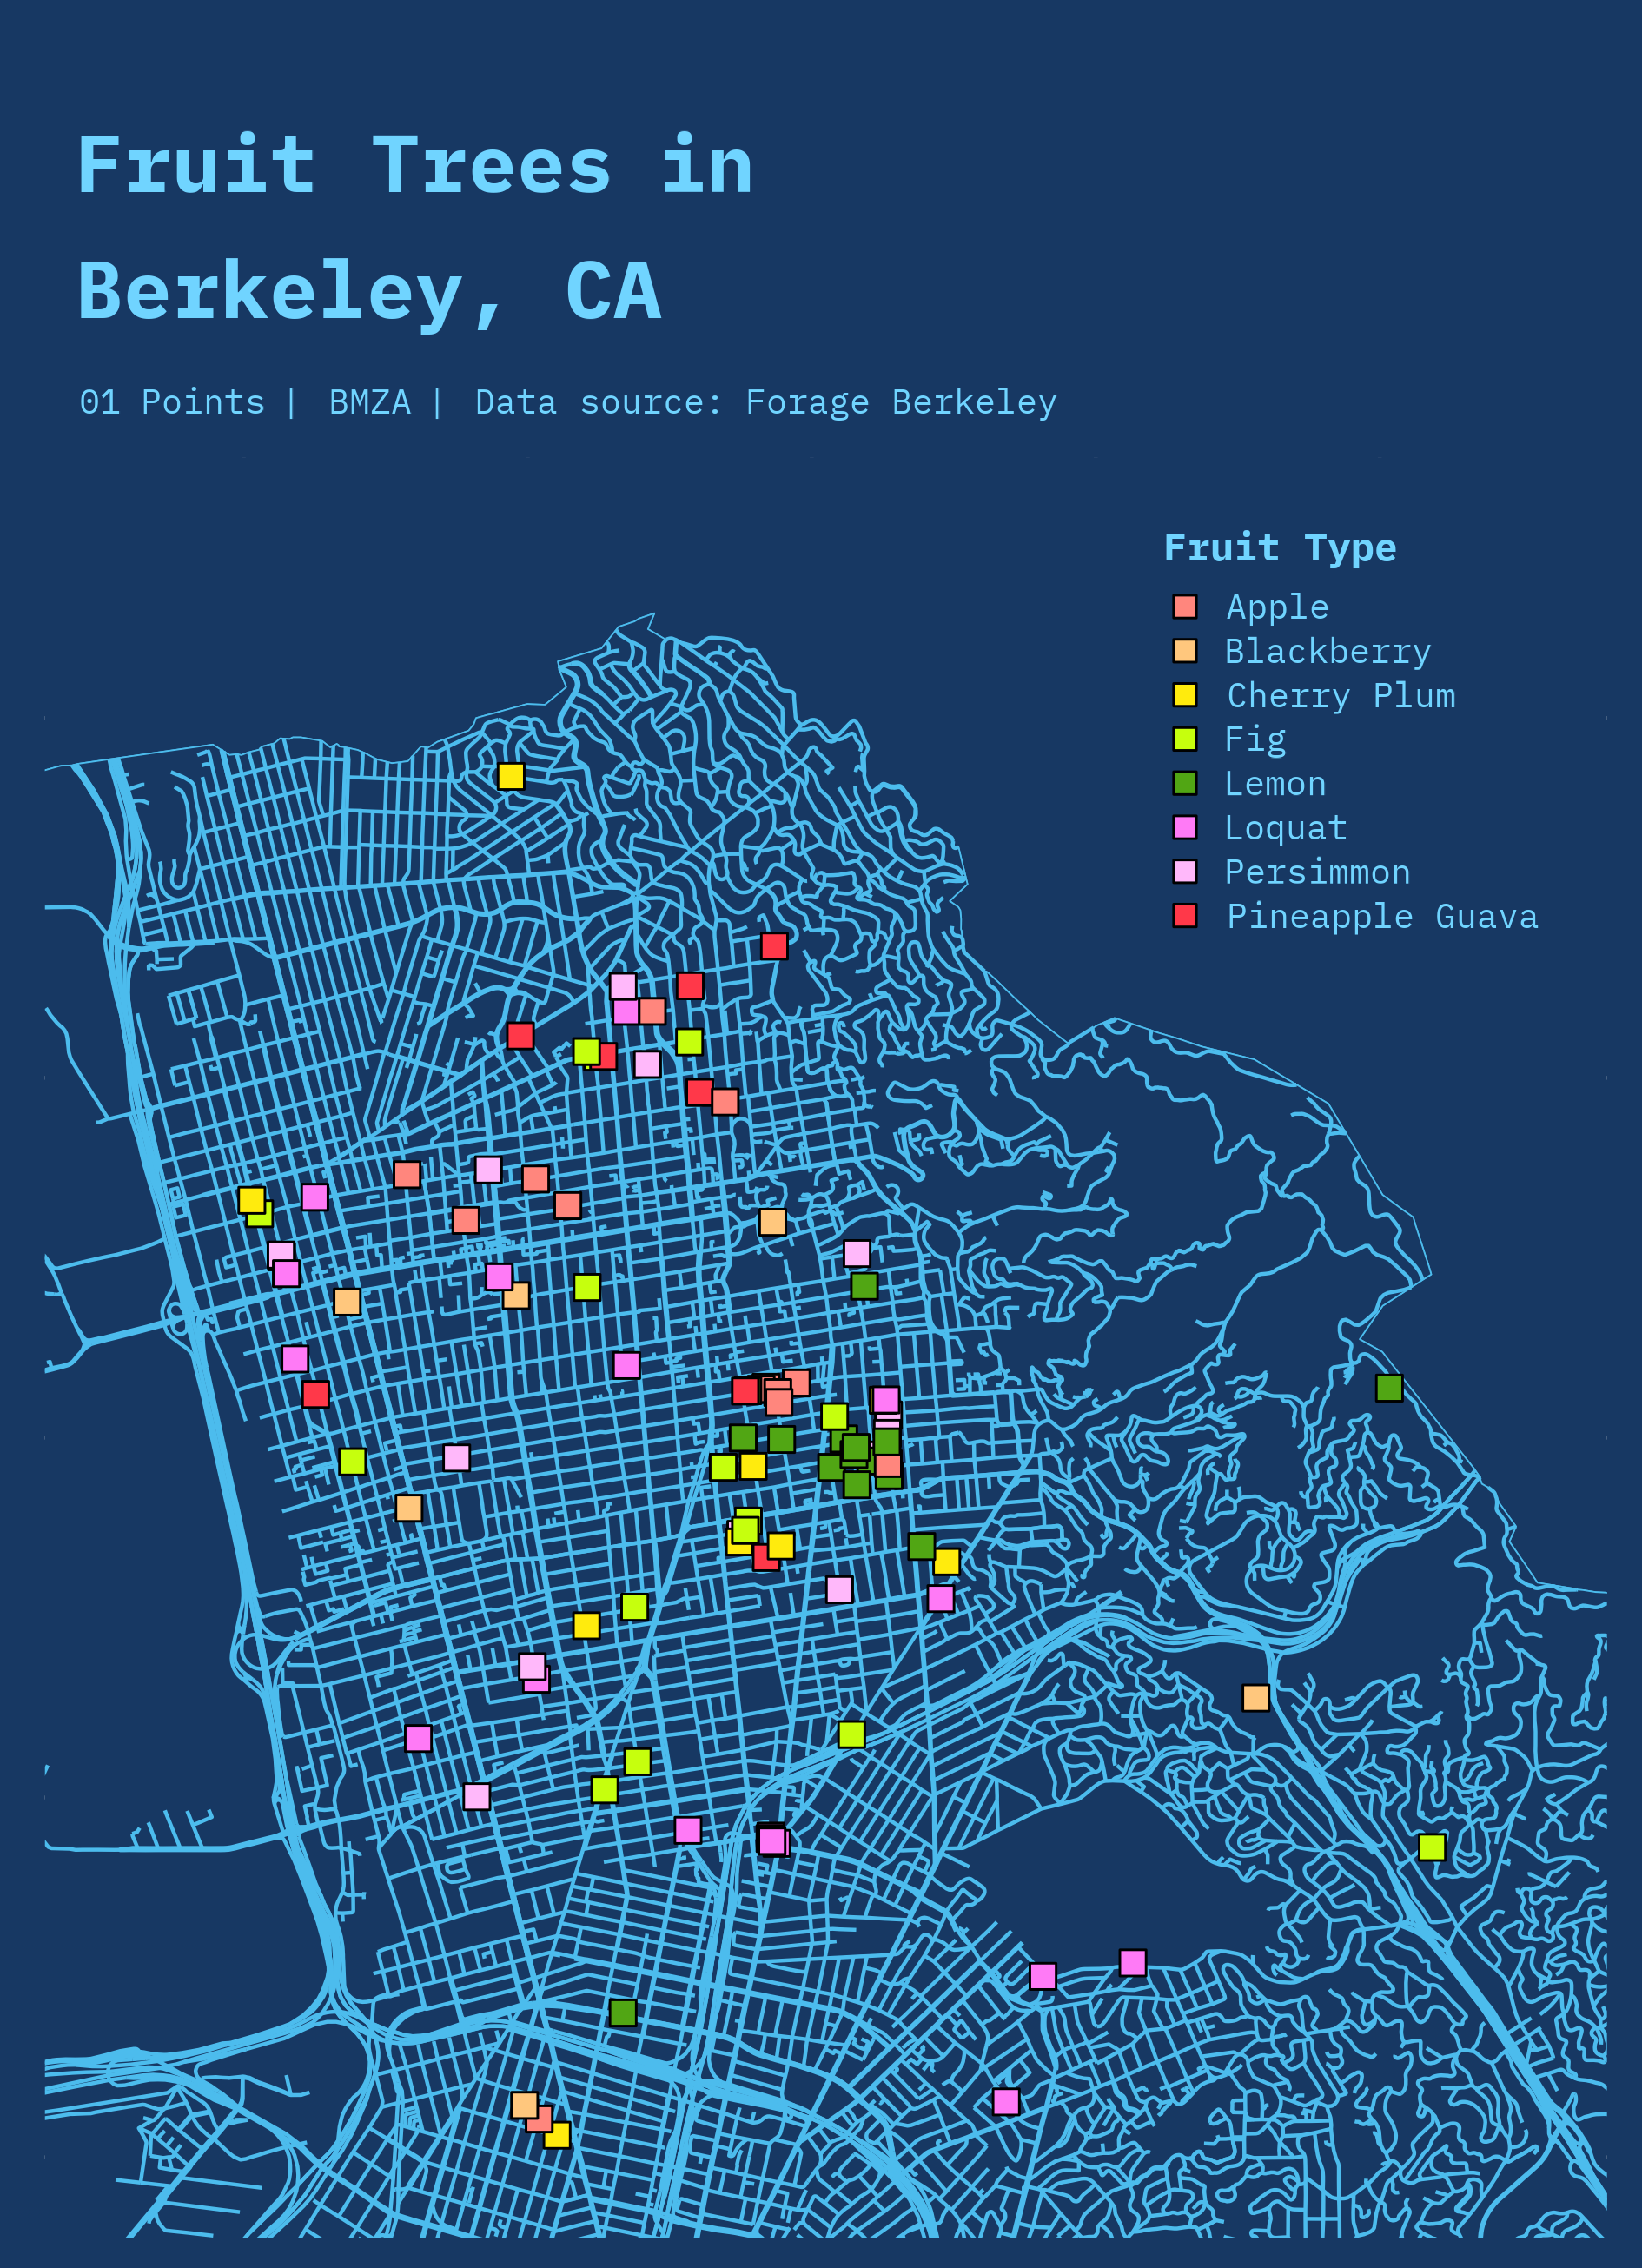 Fruit Trees in
Berkeley, CA
01 Points | BMZA | Data source: Forage Berkeley
Fruit Type
Apple
Blackberry
Cherry Plum
Fig
Lemon
Loquat
Persimmon
Pineapple Guava